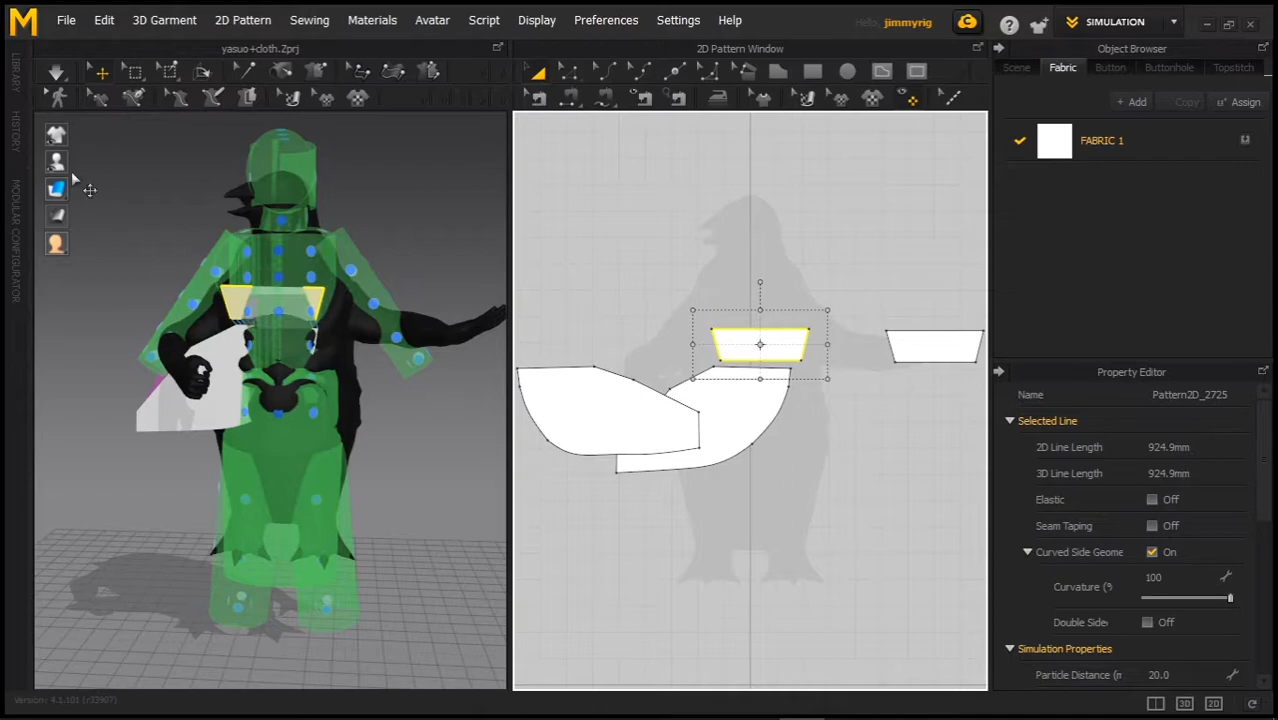 M File Edit 3D Garment 2D Pattern Sewing Materials Avatar Script Display Preferences Settings Help Hello, jimmyrig SIMULATION
yasuo+cloth.Zprj 2D Pattern Window Object Browser
Scene Fabric Button Buttonhole Topstitch
+ Add Copy Assign
FABRIC 1
LIBRARY
HISTORY
MODULAR CONFIGURATOR
Property Editor
Name Pattern2D_2725
Selected Line
2D Line Length 924.9mm
3D Line Length 924.9mm
Elastic Off
Seam Taping Off
Curved Side Geome On
Curvature (% 100
Double Side Off
Simulation Properties
Particle Distance (m 20.0
Version: 4.1.101 (r32907) 3D 2D